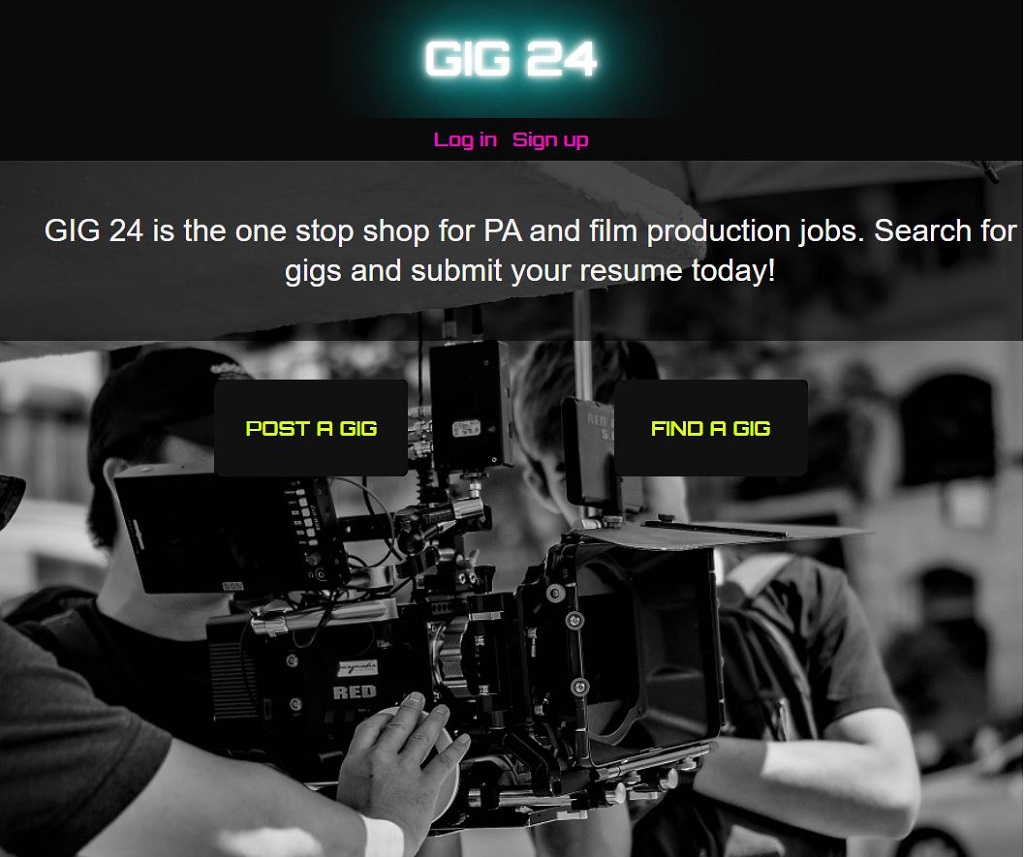 GIG 24
Log in Sign up
GIG 24 is the one stop shop for PA and film production jobs. Search for
gigs and submit your resume today!
POST A GIG
FIND A GIG
RED
RED